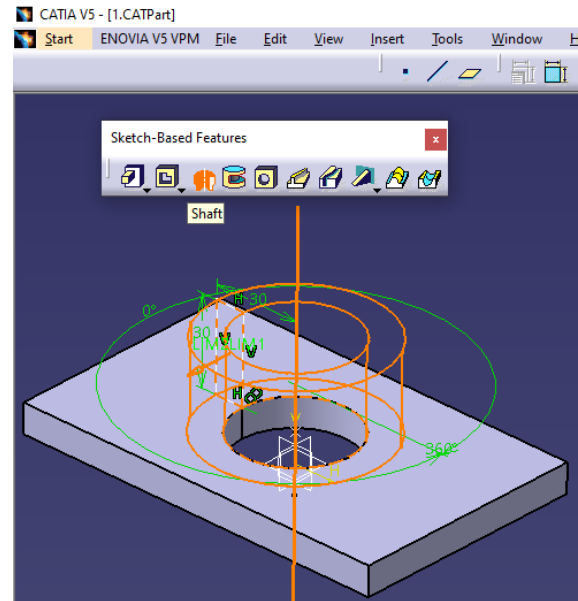 CATIA V5 - [1.CATPart]
Start ENOVIA V5 VPM File Edit View Insert Tools Window H
Sketch-Based Features
x
Shaft
H 30
0°
30
V
LIM2LIM1
V
H
V
360°
H